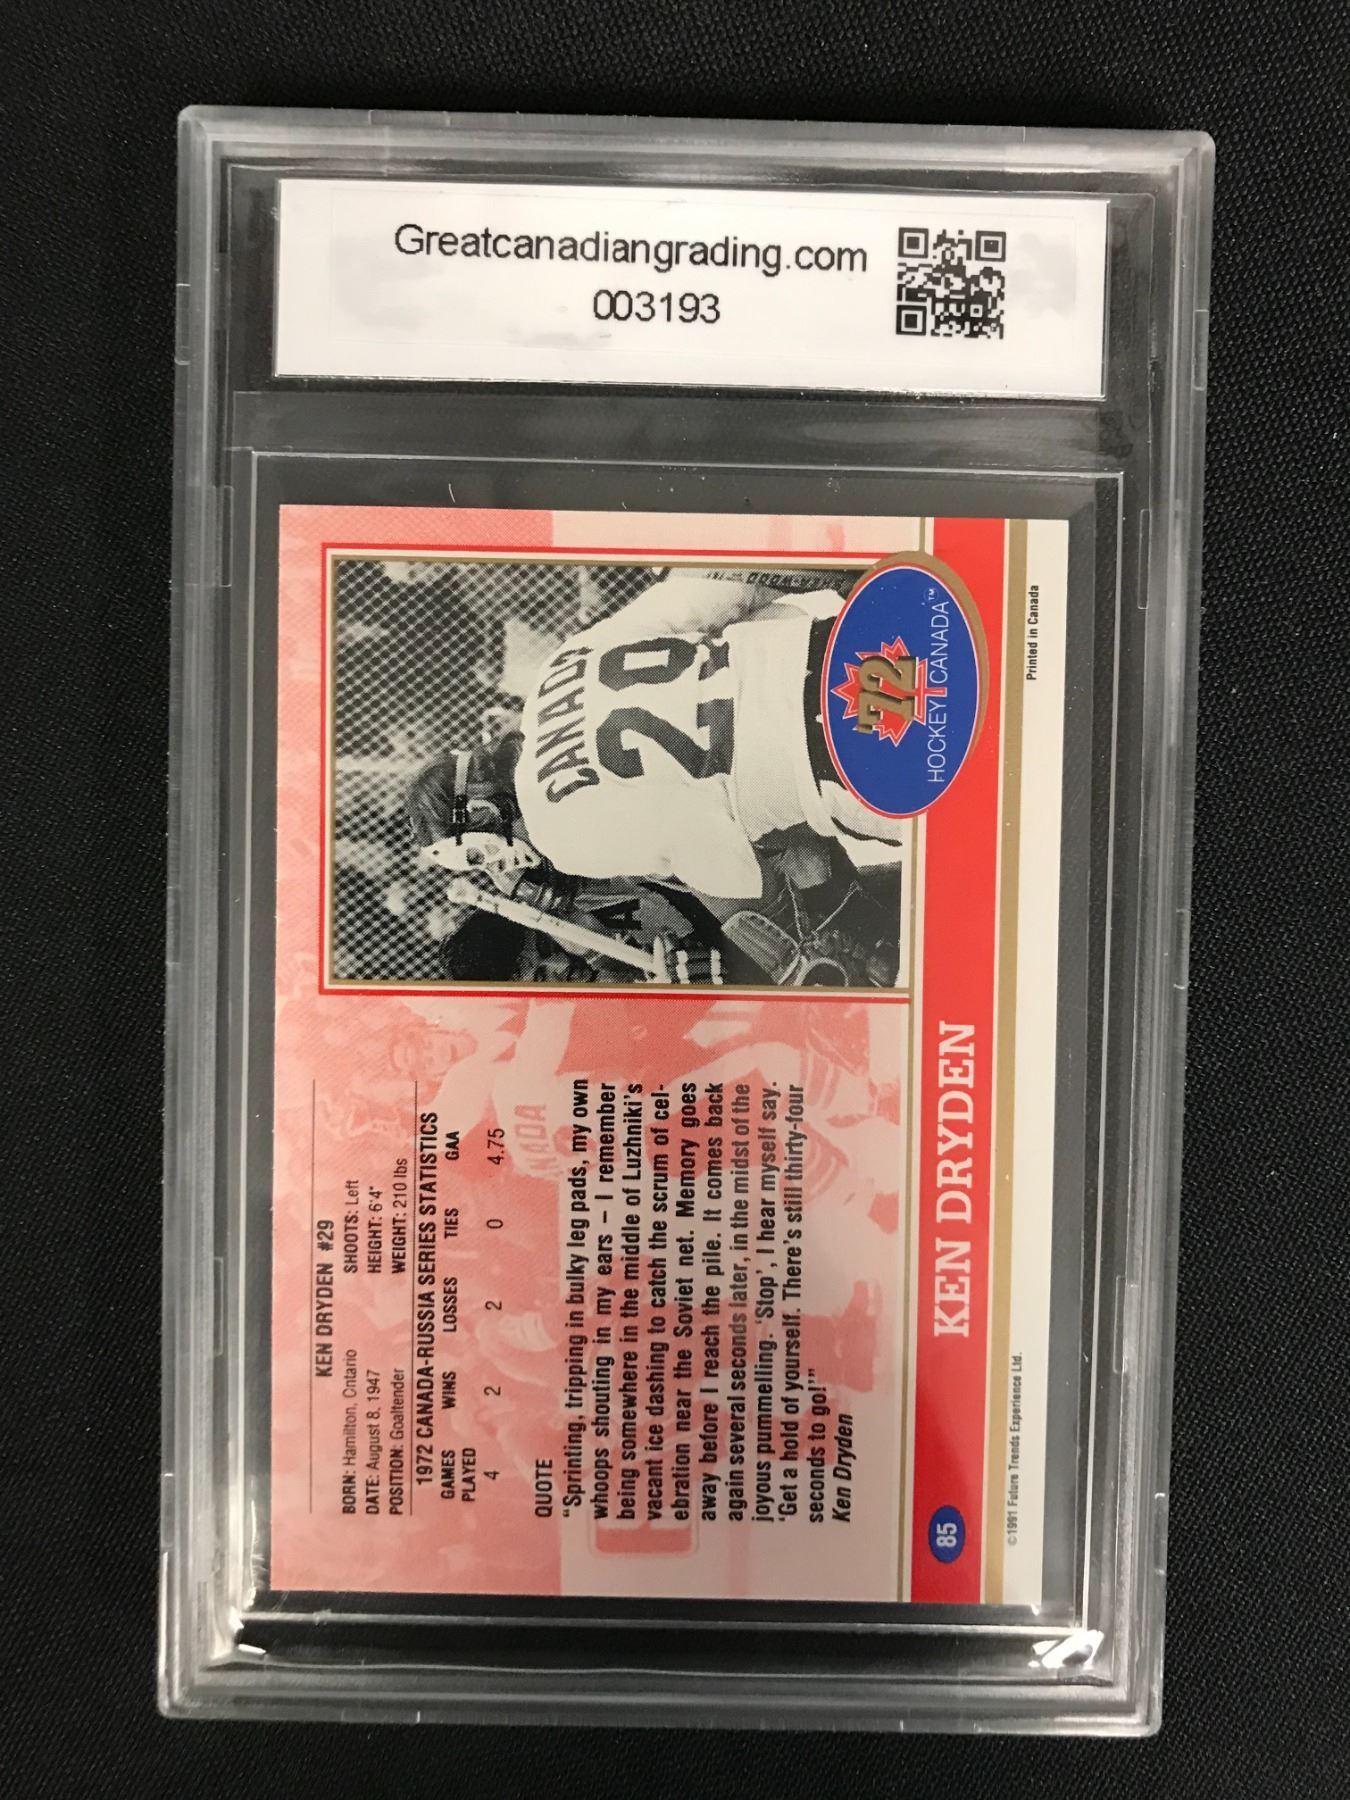 Greatcanadiangrading.com
003193
KEN DRYDEN #29
BORN: Hamilton, Ontario SHOOTS: Left
DATE: August 8, 1947 HEIGHT: 6'4"
POSITION: Goaltender WEIGHT: 210 lbs
1972 CANADA-RUSSIA SERIES STATISTICS
GAMES PLAYED WINS LOSSES TIES GAA
4 2 2 0 4.75
QUOTE
"Sprinting, tripping in bulky leg pads, my own
whoops shouting in my ears – I remember
being somewhere in the middle of Luzhniki's
vacant ice dashing to catch the scrum of cel-
ebration near the Soviet net. Memory goes
away before I reach the pile. It comes back
again several seconds later, in the midst of the
joyous pummelling. 'Stop', I hear myself say.
'Get a hold of yourself. There's still thirty-four
seconds to go!'"
Ken Dryden
CANADA
29
A
SHER-WOOD
'72
HOCKEY CANADA™
85 KEN DRYDEN
©1991 Future Trends Experience Ltd. Printed in Canada